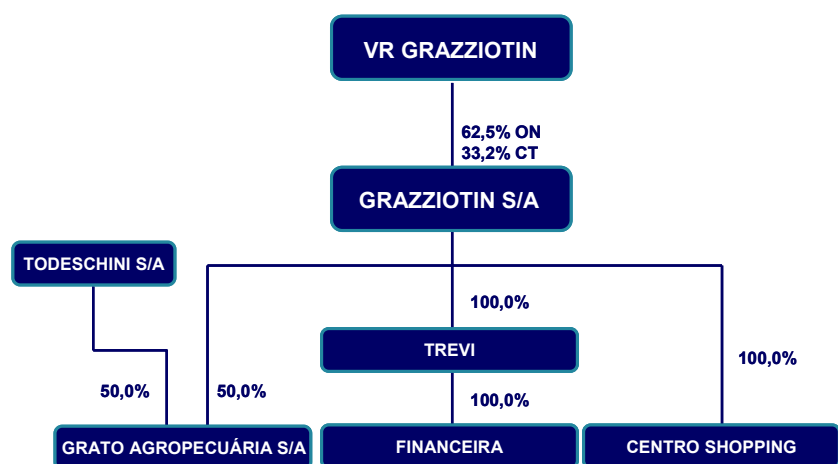 VR GRAZZIOTIN
62,5% ON
33,2% CT
GRAZZIOTIN S/A
TODESCHINI S/A
100,0%
TREVI
100,0%
50,0%
50,0%
100,0%
GRATO AGROPECUÁRIA S/A
FINANCEIRA
CENTRO SHOPPING